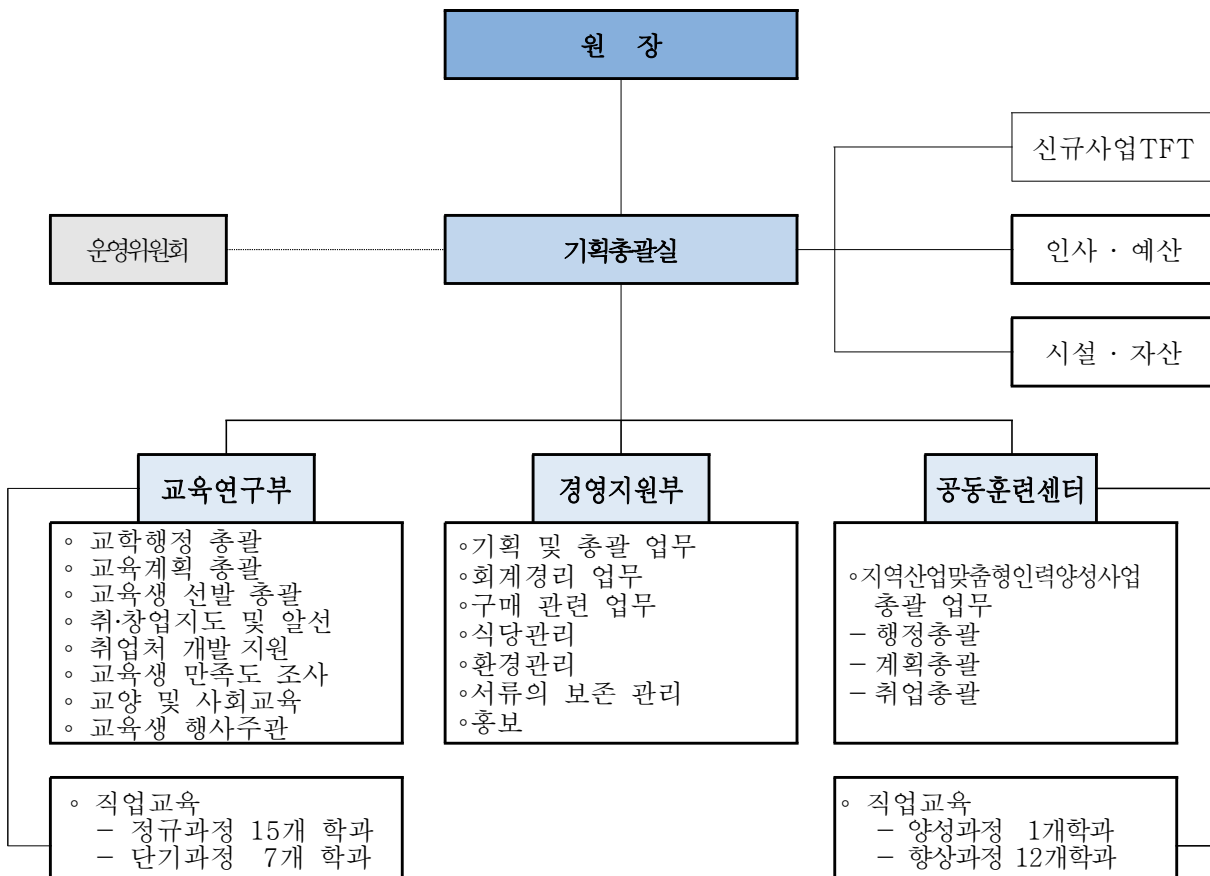 원 장
신규사업TFT
운영위원회
기획총괄실
인사 · 예산
시설 · 자산
교육연구부
◦ 교학행정 총괄
◦ 교육계획 총괄
◦ 교육생 선발 총괄
◦ 취·창업지도 및 알선
◦ 취업처 개발 지원
◦ 교육생 만족도 조사
◦ 교양 및 사회교육
◦ 교육생 행사주관
◦ 직업교육
– 정규과정 15개 학과
– 단기과정 7개 학과
경영지원부
◦기획 및 총괄 업무
◦회계경리 업무
◦구매 관련 업무
◦식당관리
◦환경관리
◦서류의 보존 관리
◦홍보
공동훈련센터
◦지역산업맞춤형인력양성사업
총괄 업무
– 행정총괄
– 계획총괄
– 취업총괄
◦ 직업교육
– 양성과정 1개학과
– 향상과정 12개학과